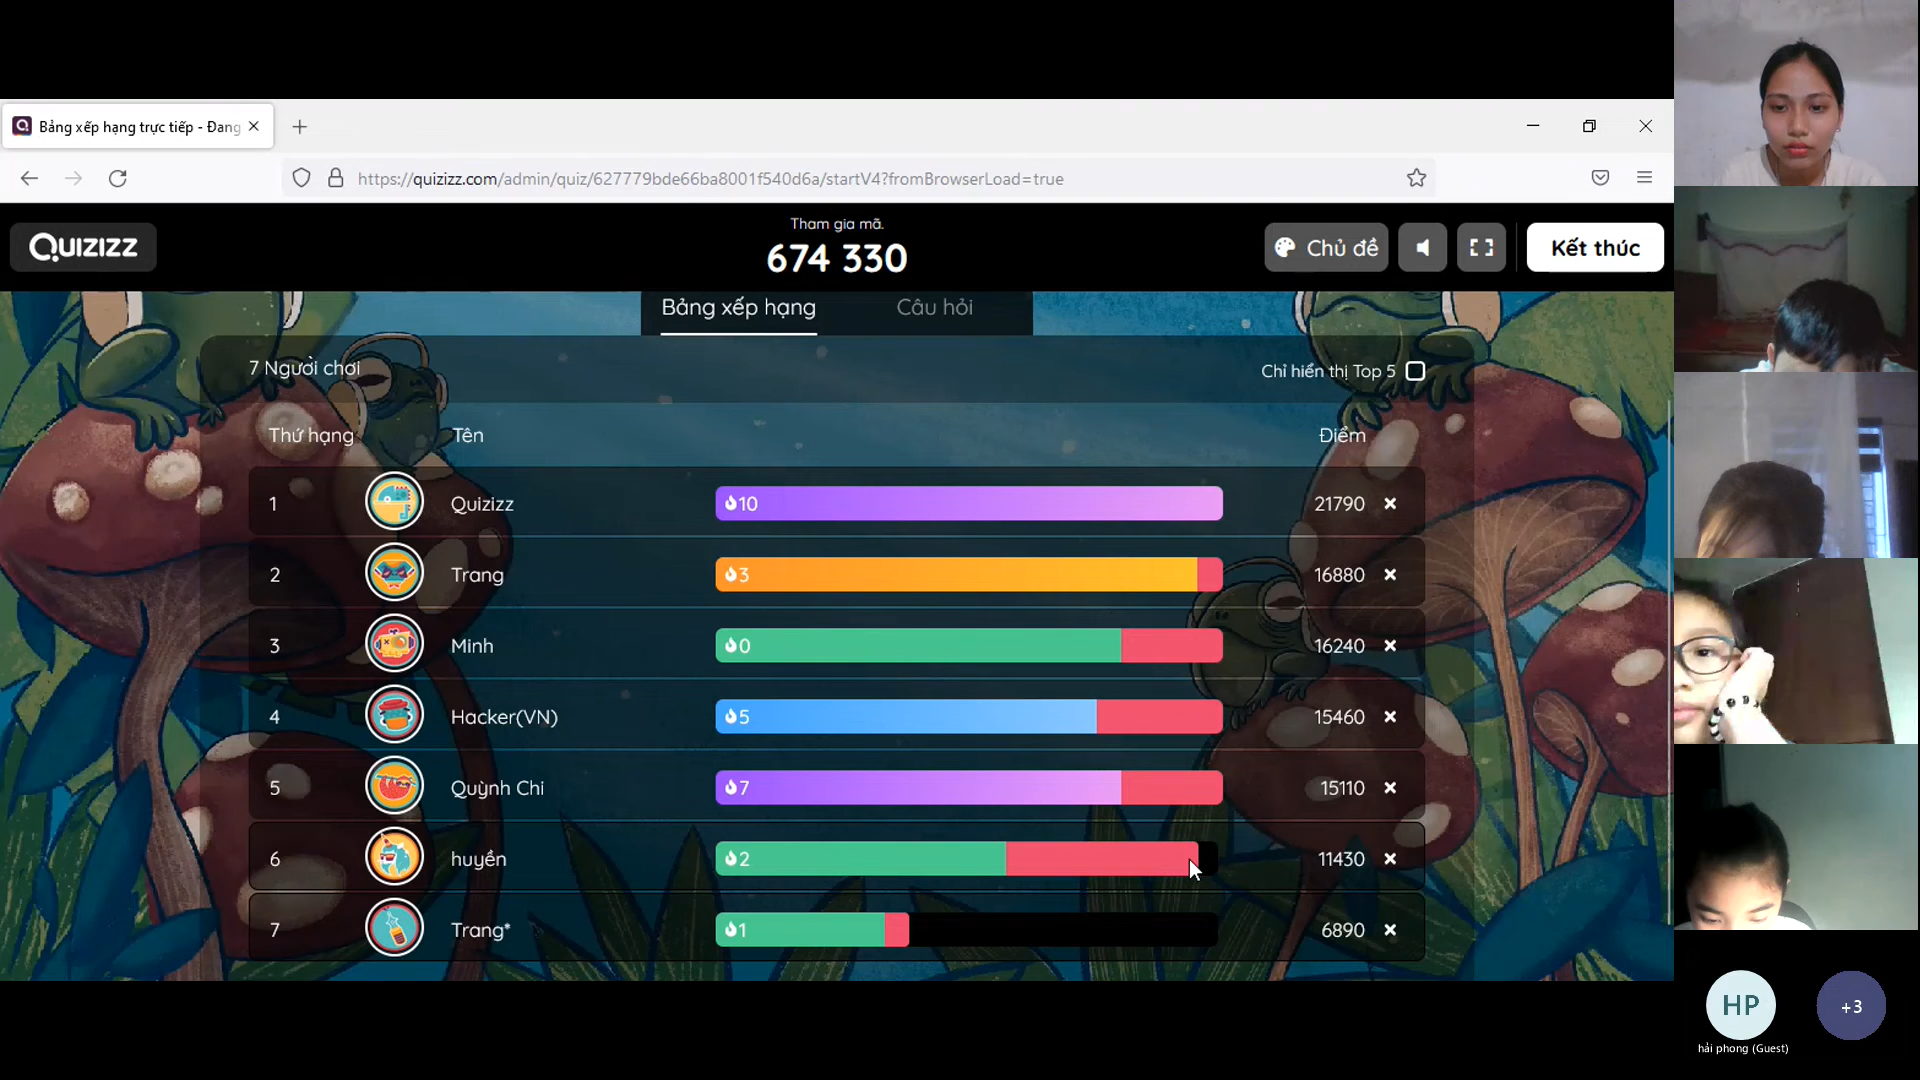 Bảng xếp hạng trực tiếp - Đang
https://quizizz.com/admin/quiz/627779bde66ba8001f540d6a/startV4?fromBrowserLoad=true
Quizizz
Tham gia mã.
674 330
Chủ đề
Kết thúc
Bảng xếp hạng
Câu hỏi
7 Người chơi
Chỉ hiển thị Top 5
Thứ hạng
Tên
Điểm
1 Quizizz 10 21790
2 Trang 3 16880
3 Minh 0 16240
4 Hacker(VN) 5 15460
5 Quỳnh Chi 7 15110
6 huyền 2 11430
7 Trang* 1 6890
HP
+3
hải phong (Guest)